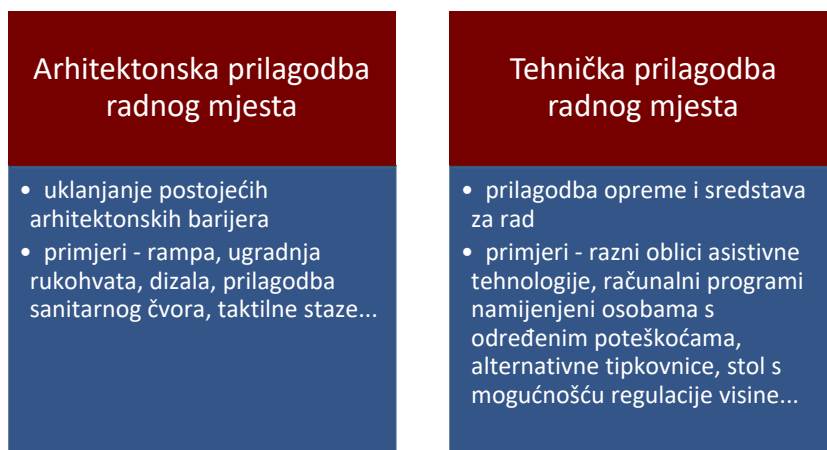 Arhitektonska prilagodba
radnog mjesta
• uklanjanje postojećih
arhitektonskih barijera
• primjeri - rampa, ugradnja
rukohvata, dizala, prilagodba
sanitarnog čvora, taktilne staze...
Tehnička prilagodba
radnog mjesta
• prilagodba opreme i sredstava
za rad
• primjeri - razni oblici asistivne
tehnologije, računalni programi
namijenjeni osobama s
određenim poteškoćama,
alternativne tipkovnice, stol s
mogućnošću regulacije visine...